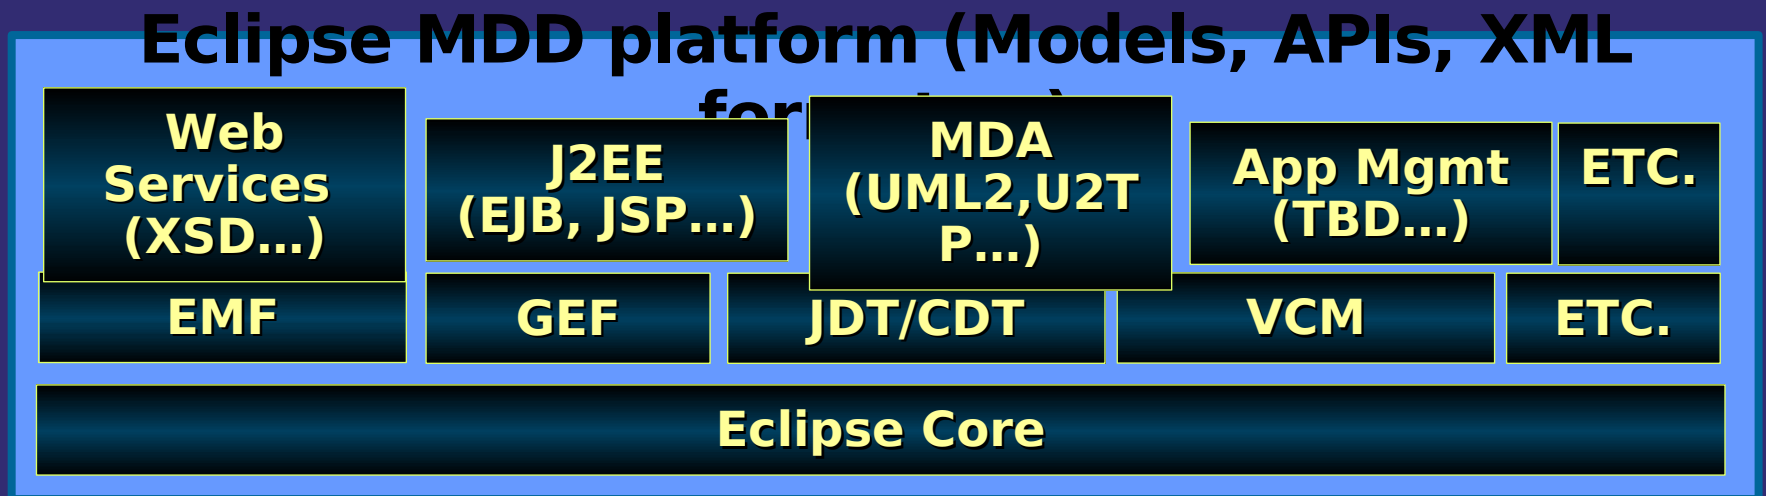 Eclipse MDD platform (Models, APIs, XML
Web
Services
(XSD…)
J2EE
(EJB, JSP…)
MDA
(UML2,U2T
P…)
App Mgmt
(TBD…)
ETC.
EMF
GEF
JDT/CDT
VCM
ETC.
Eclipse Core